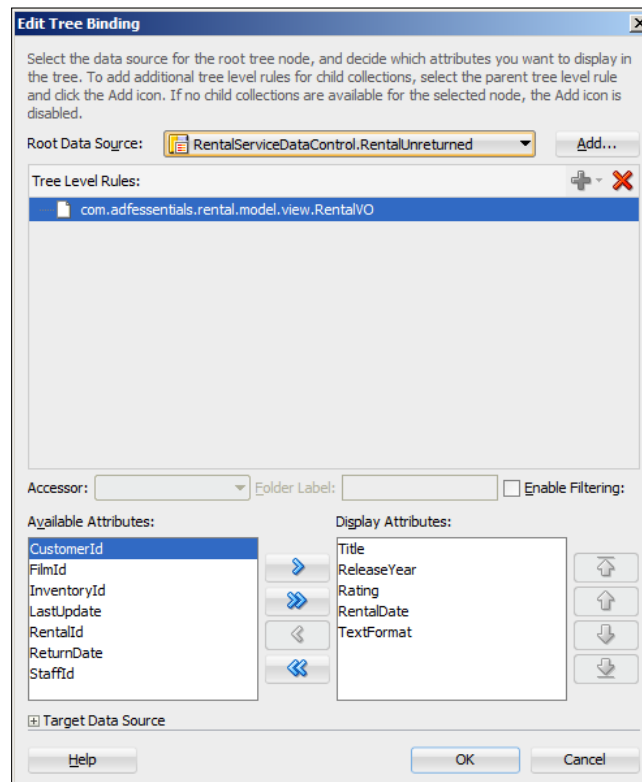 Edit Tree Binding
Select the data source for the root tree node, and decide which attributes you want to display in
the tree. To add additional tree level rules for child collections, select the parent tree level rule
and click the Add icon. If no child collections are available for the selected node, the Add icon is
disabled.
Root Data Source: RentalServiceDataControl.RentalUnreturned Add...
Tree Level Rules:
com.adfessentials.rental.model.view.RentalVO
Accessor: Folder Label: Enable Filtering:
Available Attributes: Display Attributes:
CustomerId Title
FilmId ReleaseYear
InventoryId Rating
LastUpdate RentalDate
RentalId TextFormat
ReturnDate
StaffId
Target Data Source
Help OK Cancel